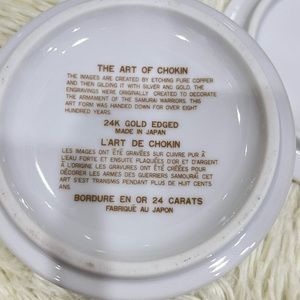 THE ART OF CHOKIN
THE IMAGES ARE CREATED BY ETCHING PURE COPPER
AND THEN GILDING IT WITH SILVER AND GOLD. THE
ENGRAVINGS WERE ORIGINALLY CREATED TO DECORATE
THE ARMAMENT OF THE SAMURAI WARRIORS. THIS
ART FORM WAS HANDED DOWN FOR OVER EIGHT
HUNDRED YEARS.
24K GOLD EDGED
MADE IN JAPAN
L'ART DE CHOKIN
LES IMAGES ONT ÉTÉ GRAVÉES SUR CUIVRE PUR À
L'EAU FORTE ET ENSUITE PLAQUÉES D'OR ET D'ARGENT
À L'ORIGINE LES GRAVURES ONT ÉTÉ CRÉÉES POUR
DÉCORER LES ARMES DES GUERRIERS SAMOURAÏ. CET
ART S'EST TRANSMIS PENDANT PLUS DE HUIT CENTS
ANS.
BORDURE EN OR 24 CARATS
FABRIQUÉ AU JAPON